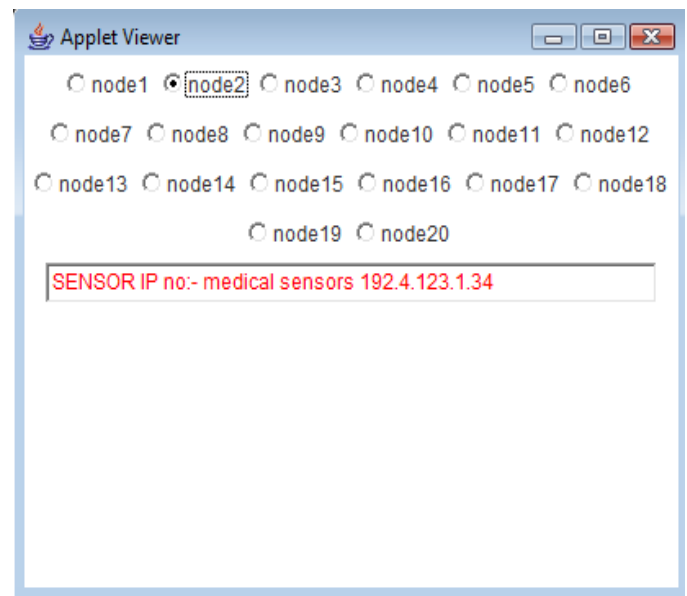 Applet Viewer
node1 node2 node3 node4 node5 node6
node7 node8 node9 node10 node11 node12
node13 node14 node15 node16 node17 node18
node19 node20
SENSOR IP no:- medical sensors 192.4.123.1.34